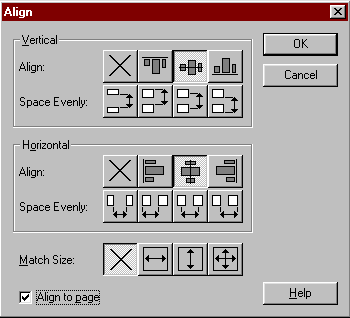 Align
Vertical
OK
Align:
Cancel
Space Evenly:
Horizontal
Align:
Space Evenly:
Match Size:
Align to page
Help